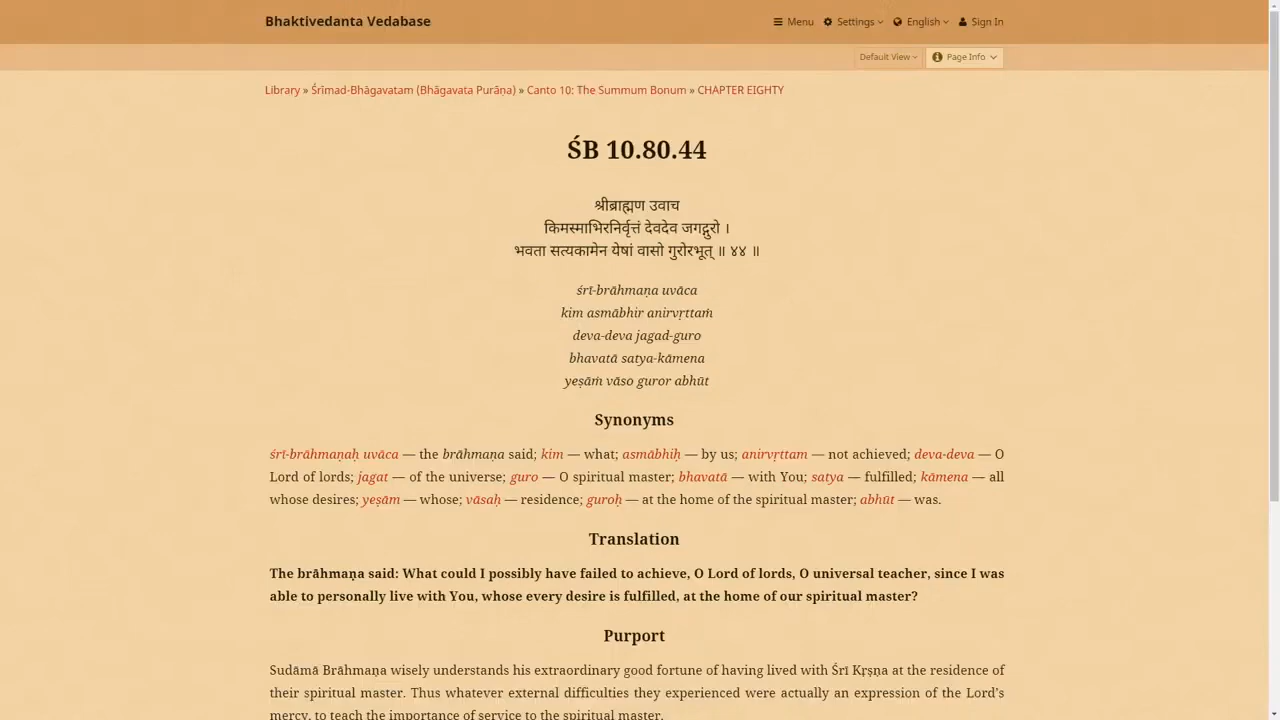 Bhaktivedanta Vedabase
Menu Settings English Sign In
Default View Page Info
Library » Śrīmad-Bhāgavatam (Bhāgavata Purāṇa) » Canto 10: The Summum Bonum » CHAPTER EIGHTY
ŚB 10.80.44
श्रीब्राह्मण उवाच
किमस्माभिरनिर्वृत्तं देवदेव जगद्गुरो ।
भवता सत्यकामेन येषां वासो गुरोरभूत् ॥ ४४ ॥
śrī-brāhmaṇa uvāca
kim asmābhir anirvṛttaṁ
deva-deva jagad-guro
bhavatā satya-kāmena
yeṣāṁ vāso guror abhūt
Synonyms
śrī-brāhmaṇaḥ uvāca — the brāhmaṇa said; kim — what; asmābhiḥ — by us; anirvṛttam — not achieved; deva-deva — O
Lord of lords; jagat — of the universe; guro — O spiritual master; bhavatā — with You; satya — fulfilled; kāmena — all
whose desires; yeṣām — whose; vāsaḥ — residence; guroḥ — at the home of the spiritual master; abhūt — was.
Translation
The brāhmaṇa said: What could I possibly have failed to achieve, O Lord of lords, O universal teacher, since I was
able to personally live with You, whose every desire is fulfilled, at the home of our spiritual master?
Purport
Sudāmā Brāhmaṇa wisely understands his extraordinary good fortune of having lived with Śrī Kṛṣṇa at the residence of
their spiritual master. Thus whatever external difficulties they experienced were actually an expression of the Lord's
mercy, to teach the importance of service to the spiritual master.